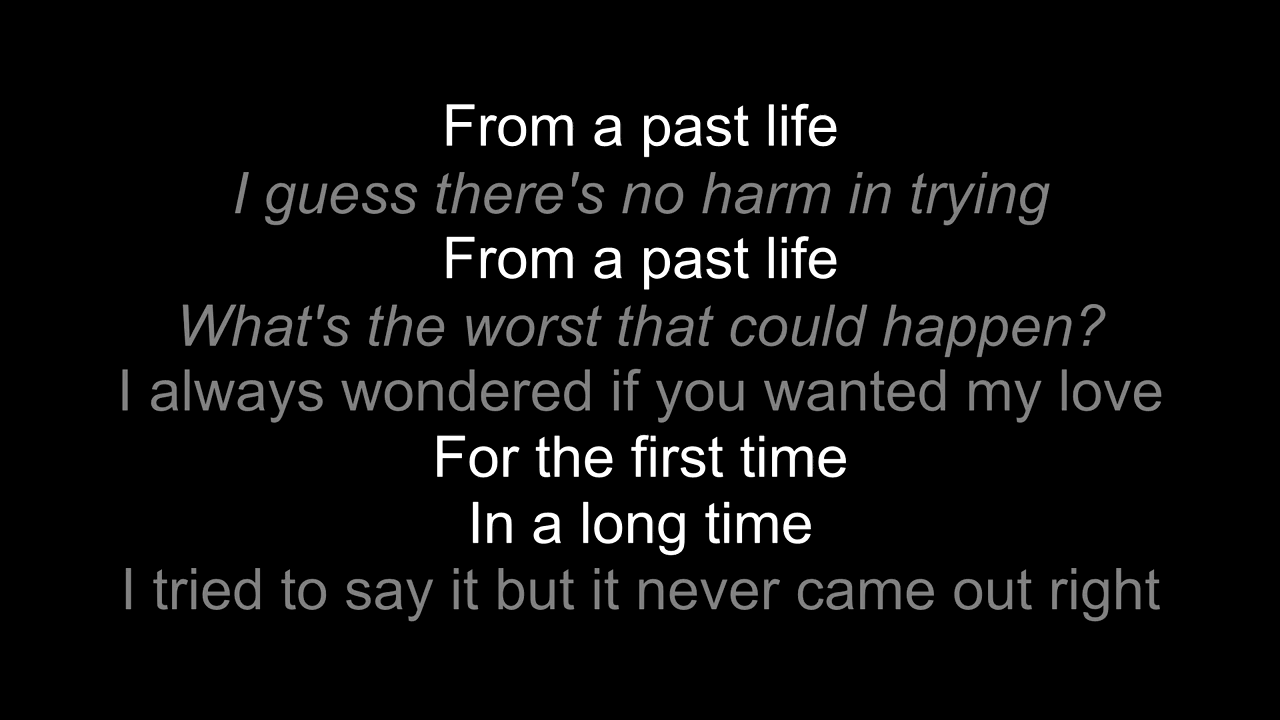 From a past life
I guess there's no harm in trying
From a past life
What's the worst that could happen?
I always wondered if you wanted my love
For the first time
In a long time
I tried to say it but it never came out right